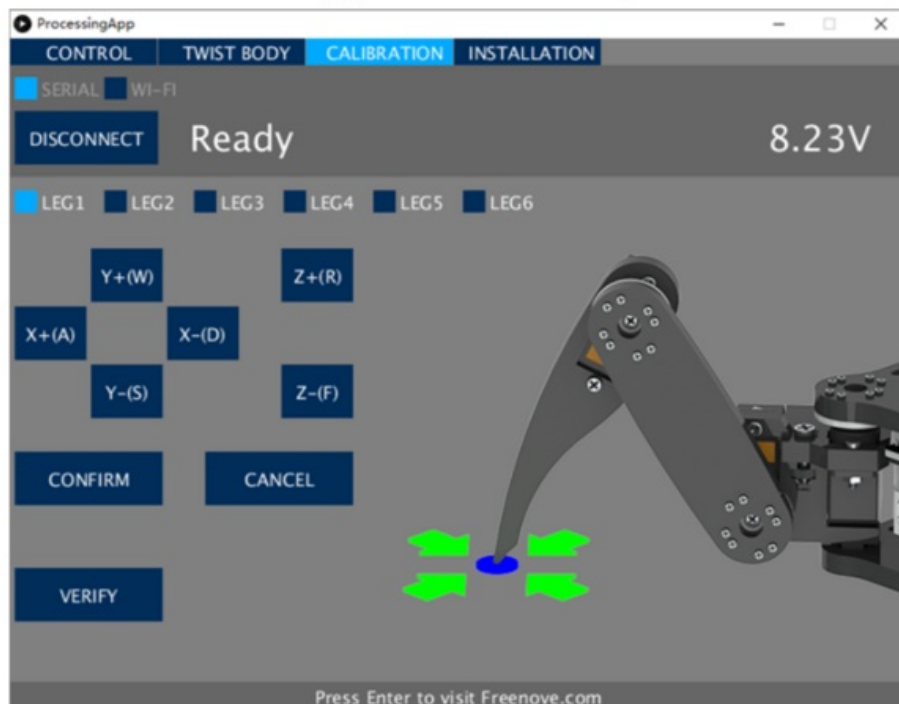 ProcessingApp
CONTROL TWIST BODY CALIBRATION INSTALLATION
SERIAL WI-FI
DISCONNECT Ready 8.23V
LEG1 LEG2 LEG3 LEG4 LEG5 LEG6
Y+(W) Z+(R)
X+(A) X-(D)
Y-(S) Z-(F)
CONFIRM CANCEL
VERIFY
Press Enter to visit Freenove.com